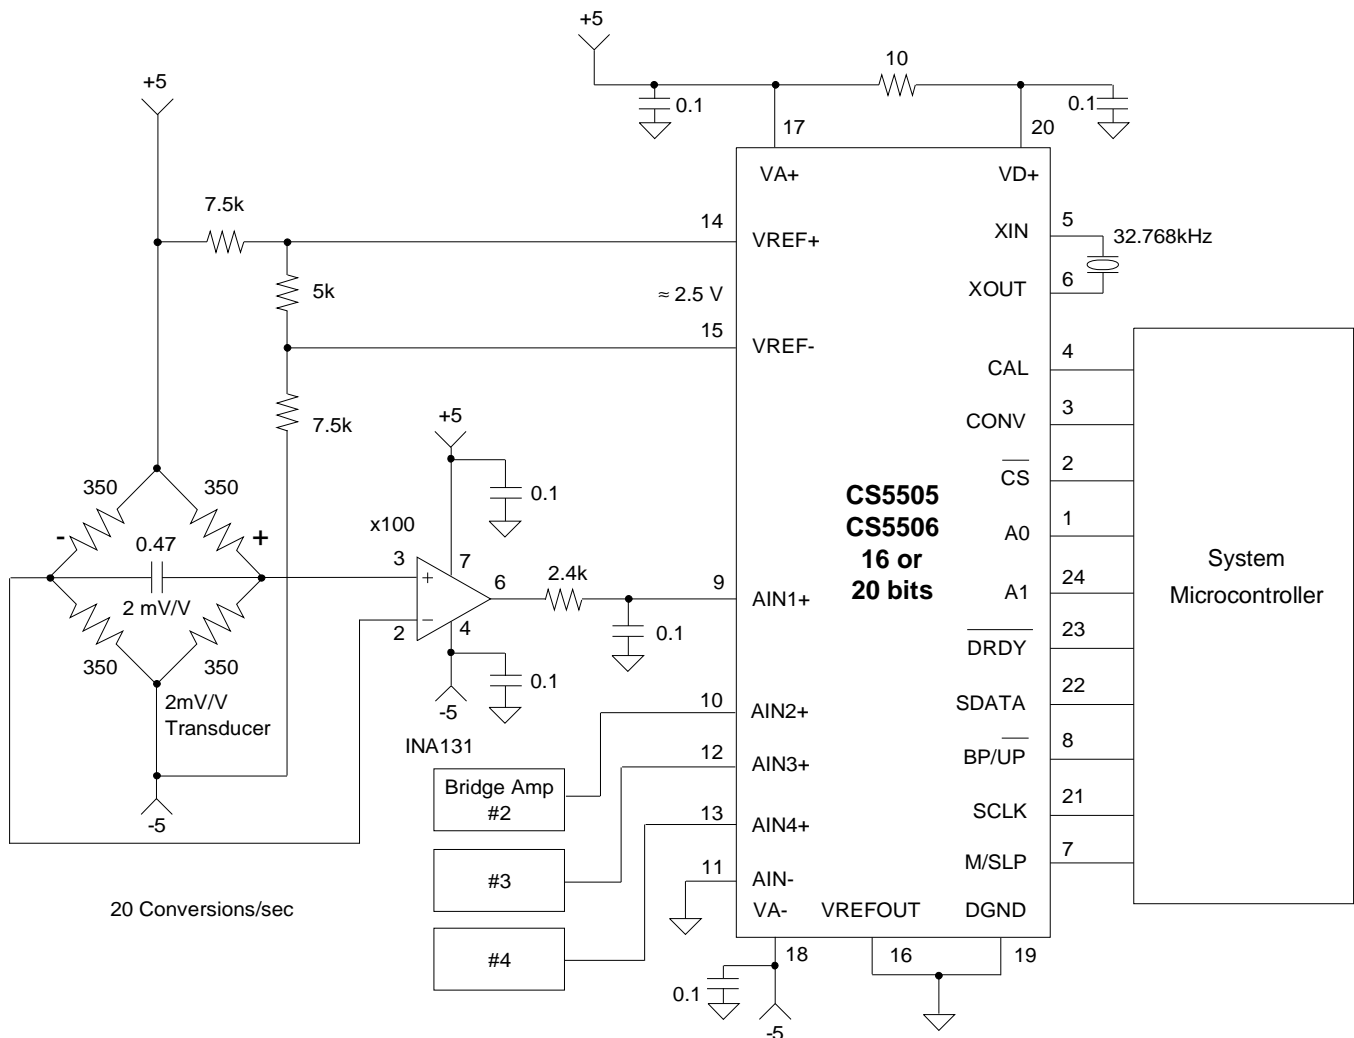 +5
+5
10
0.1
0.1
17
20
VA+
VD+
7.5k
14
VREF+
5
XIN
32.768kHz
5k
≈ 2.5 V
6
XOUT
15
VREF-
7.5k
4
CAL
3
CONV
+5
0.1
2
CS
CS5505
CS5506
16 or
20 bits
350
350
-
+
0.47
2 mV/V
x100
3
+
7
6
2.4k
9
AIN1+
1
A0
System
Microcontroller
24
A1
2
−
4
0.1
23
DRDY
350
350
2mV/V
Transducer
0.1
-5
INA131
10
AIN2+
22
SDATA
-5
Bridge Amp
#2
12
AIN3+
8
BP/UP
13
AIN4+
21
SCLK
#3
11
AIN-
7
M/SLP
20 Conversions/sec
VA-
VREFOUT
DGND
#4
18
16
19
0.1
-5